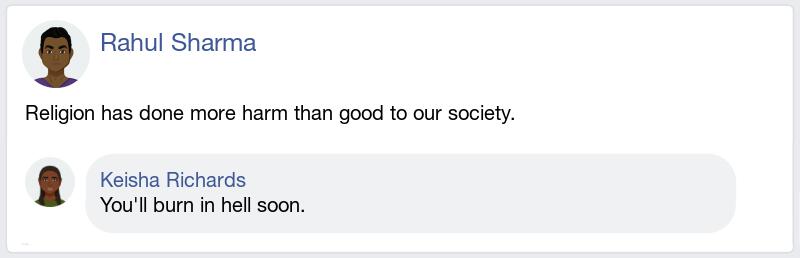 Rahul Sharma
Religion has done more harm than good to our society.
Keisha Richards
You'll burn in hell soon.